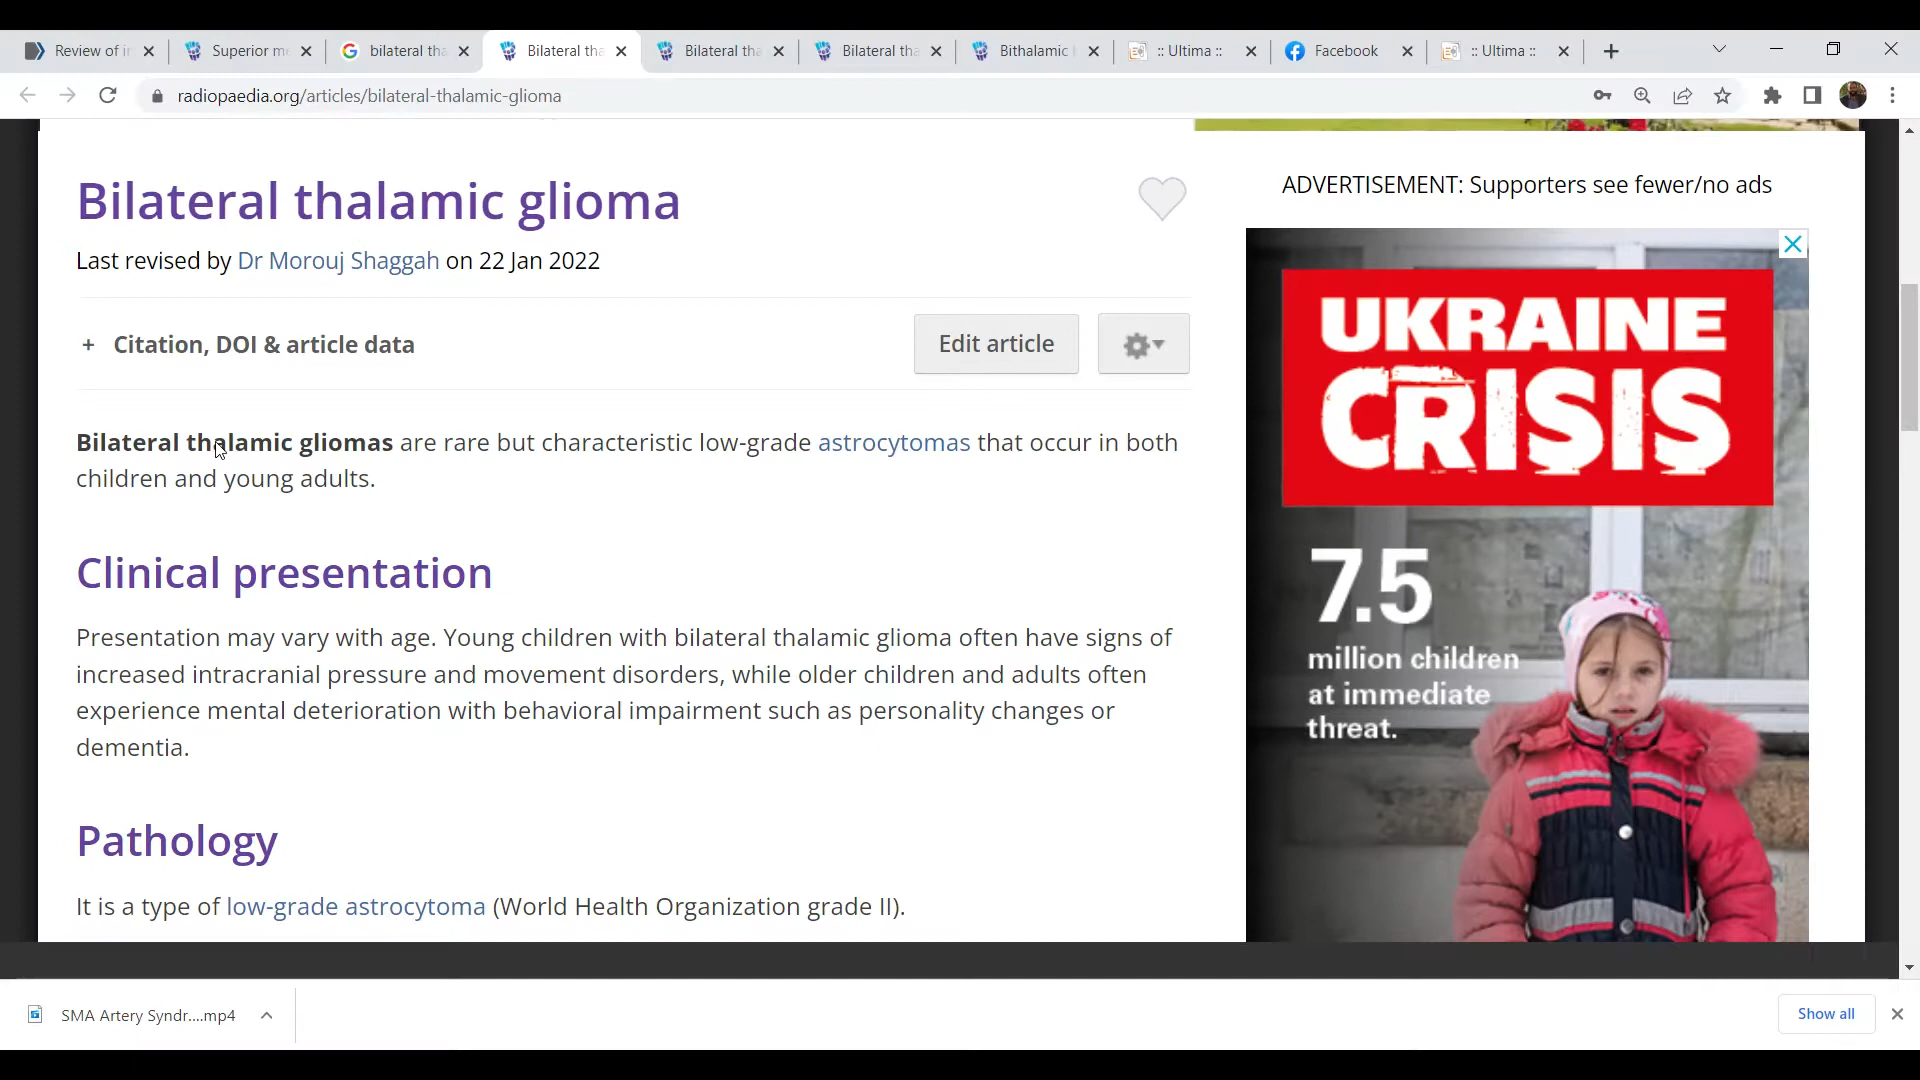 Review of i
Superior me
bilateral tha
Bilateral tha
Bilateral tha
Bilateral tha
Bithalamic
:: Ultima ::
Facebook
:: Ultima ::
radiopaedia.org/articles/bilateral-thalamic-glioma
Bilateral thalamic glioma
Last revised by Dr Morouj Shaggah on 22 Jan 2022
+ Citation, DOI & article data
Edit article
Bilateral thalamic gliomas are rare but characteristic low-grade astrocytomas that occur in both
children and young adults.
Clinical presentation
Presentation may vary with age. Young children with bilateral thalamic glioma often have signs of
increased intracranial pressure and movement disorders, while older children and adults often
experience mental deterioration with behavioral impairment such as personality changes or
dementia.
Pathology
It is a type of low-grade astrocytoma (World Health Organization grade II).
ADVERTISEMENT: Supporters see fewer/no ads
UKRAINE
CRISIS
7.5
million children
at immediate
threat.
SMA Artery Syndr....mp4
Show all